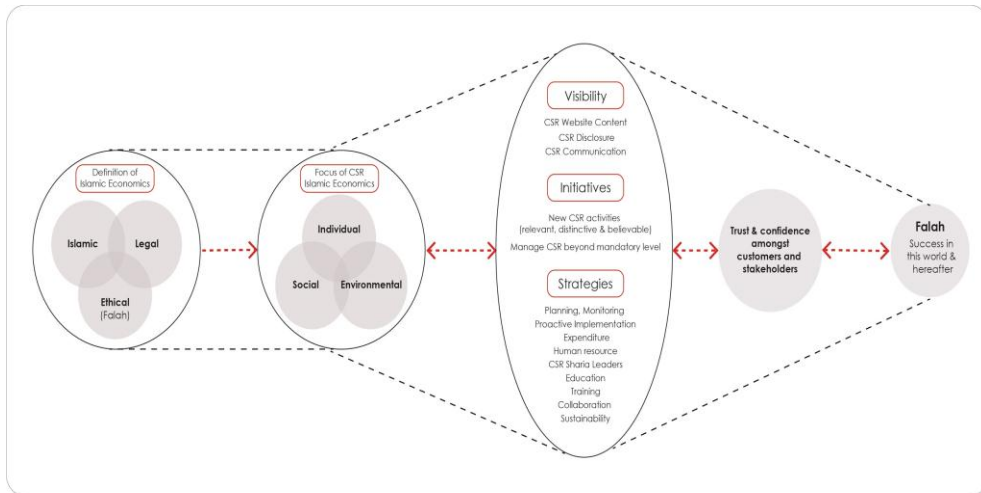 Definition of
Islamic Economics
Islamic
Legal
Ethical
(Falah)
Focus of CSR
Islamic Economics
Individual
Social
Environmental
Visibility
CSR Website Content
CSR Disclosure
CSR Communication
Initiatives
New CSR activities
(relevant, distinctive & believable)
Manage CSR beyond mandatory level
Strategies
Planning, Monitoring
Proactive Implementation
Expenditure
Human resource
CSR Sharia Leaders
Education
Training
Collaboration
Sustainability
Trust & confidence
amongst
customers and
stakeholders
Falah
Success in
this world &
hereafter